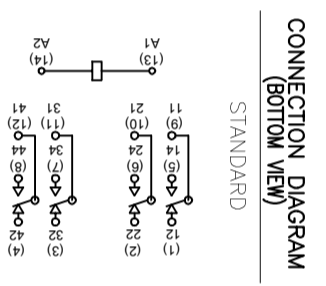 CONNECTION DIAGRAM
(BOTTOM VIEW)
STANDARD
A2 A1
(14) (13)
41 31 21 11
(12) (11) (10) (9)
44 34 24 14
(8) (7) (6) (5)
42 32 22 12
(4) (3) (2) (1)